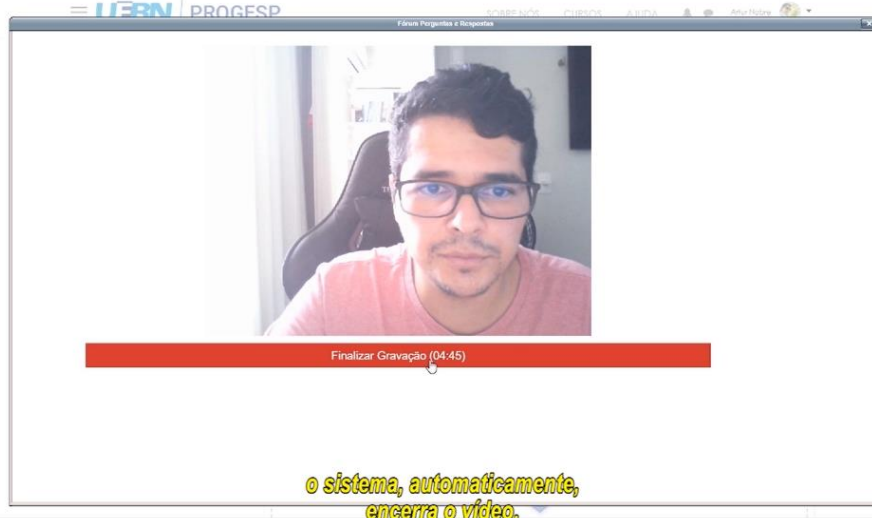 UERN PROGESP
SOBRE NÓS CURSOS AJUDA
Fórum Perguntas e Respostas
Finalizar Gravação (04:45)
o sistema, automaticamente,
encerra o vídeo.